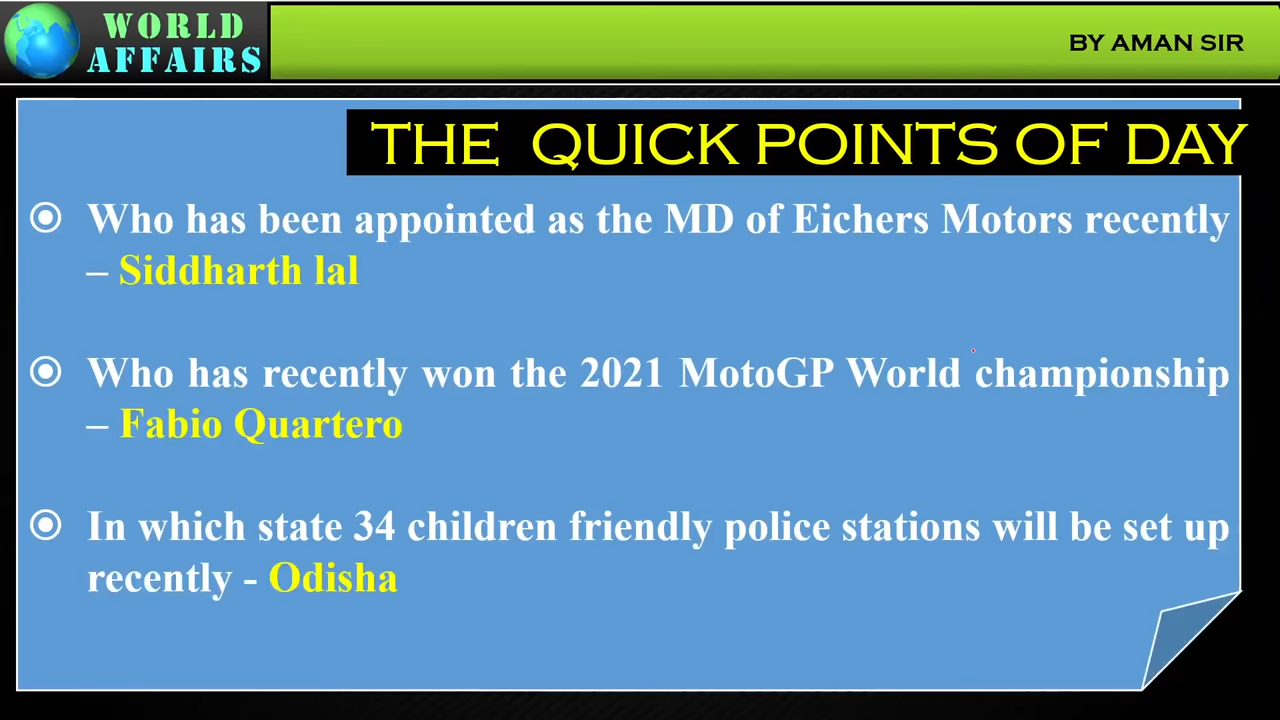 WORLD
AFFAIRS
BY AMAN SIR
THE QUICK POINTS OF DAY
Who has been appointed as the MD of Eichers Motors recently
– Siddharth lal
Who has recently won the 2021 MotoGP World championship
– Fabio Quartero
In which state 34 children friendly police stations will be set up
recently - Odisha